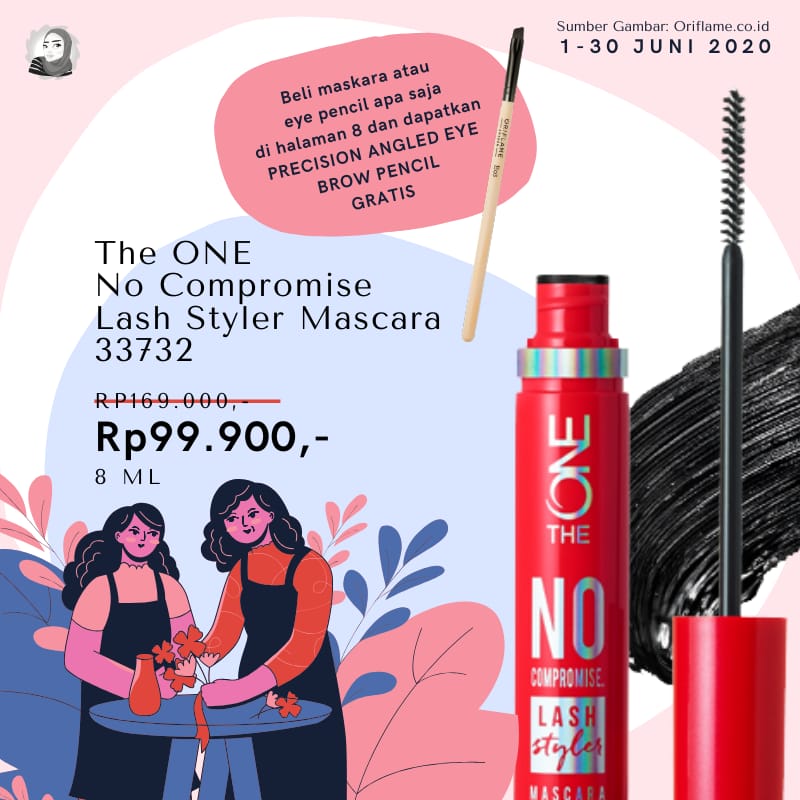 Sumber Gambar: Oriflame.co.id
1-30 JUNI 2020
Beli maskara atau
eye pencil apa saja
di halaman 8 dan dapatkan
PRECISION ANGLED EYE
BROW PENCIL
GRATIS
ORIFLAME
The ONE
No Compromise
Lash Styler Mascara
33732
RP169.000,-
Rp99.900,-
8 ML
THE ONE
NO
COMPROMISE.
LASH
styler
MASCARA